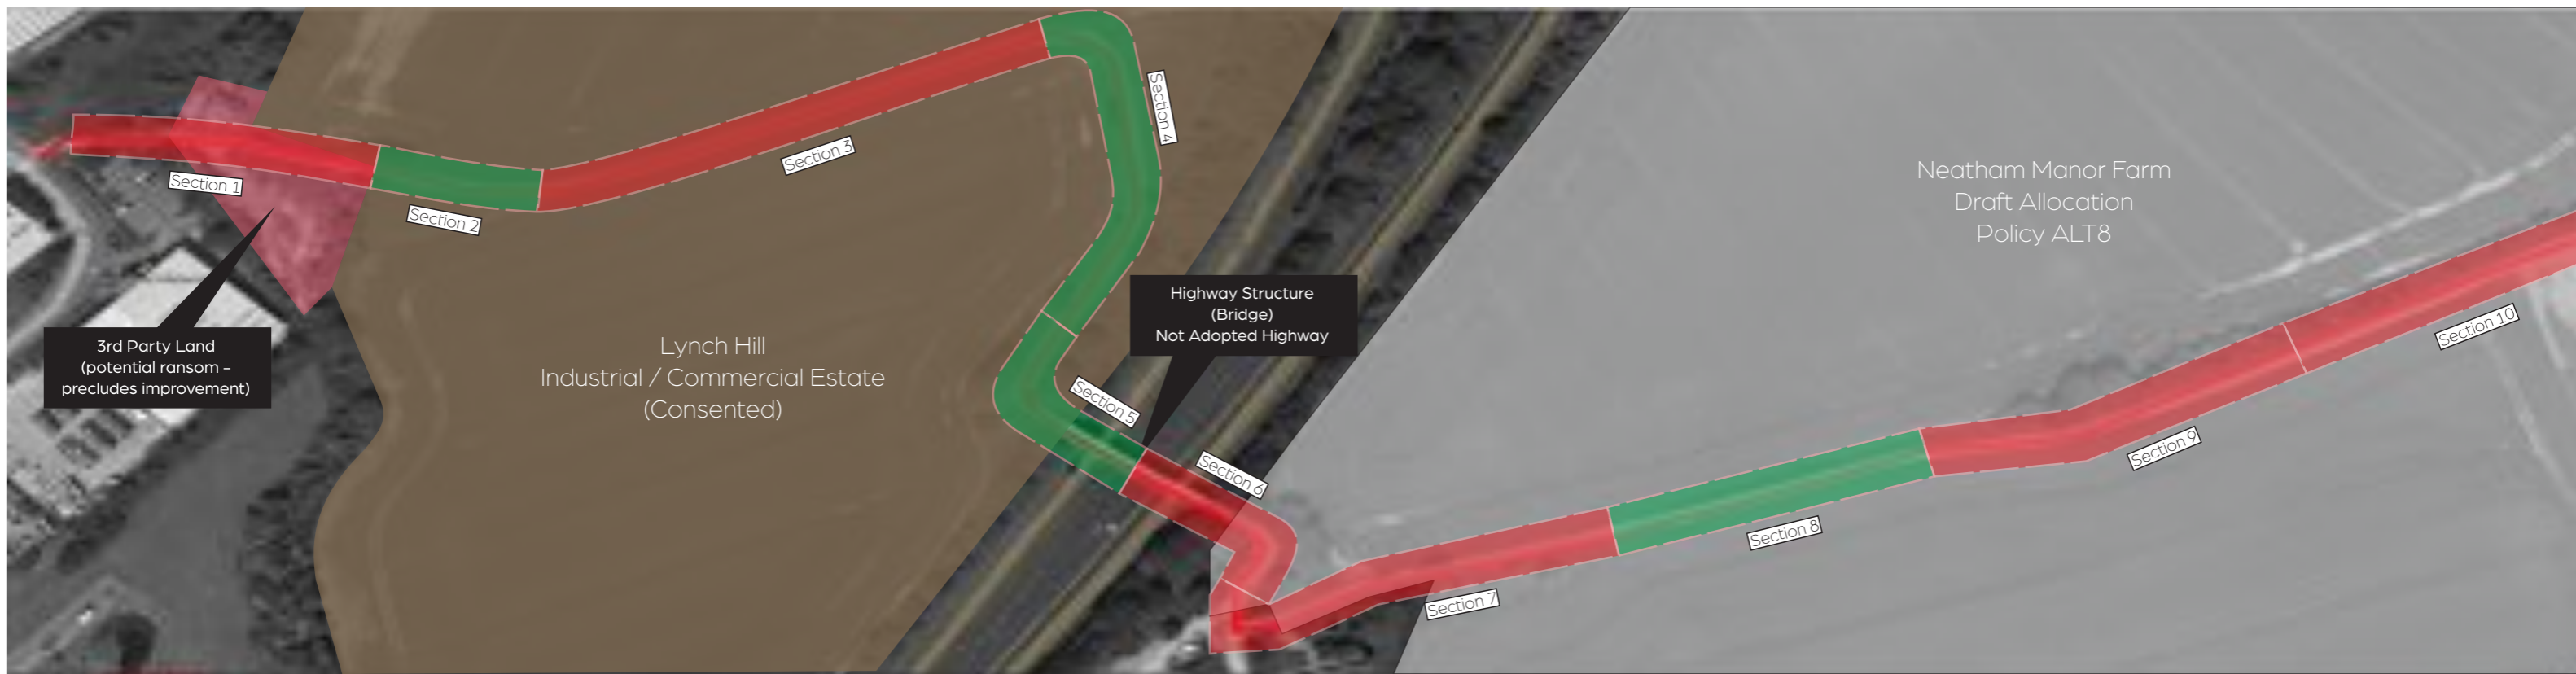 Section 1
Section 2
Section 3
Section 4
Section 5
Section 6
Section 7
Section 8
Section 9
Section 10
3rd Party Land
(potential ransom -
precludes improvement)
Lynch Hill
Industrial / Commercial Estate
(Consented)
Highway Structure
(Bridge)
Not Adopted Highway
Neatham Manor Farm
Draft Allocation
Policy ALT8